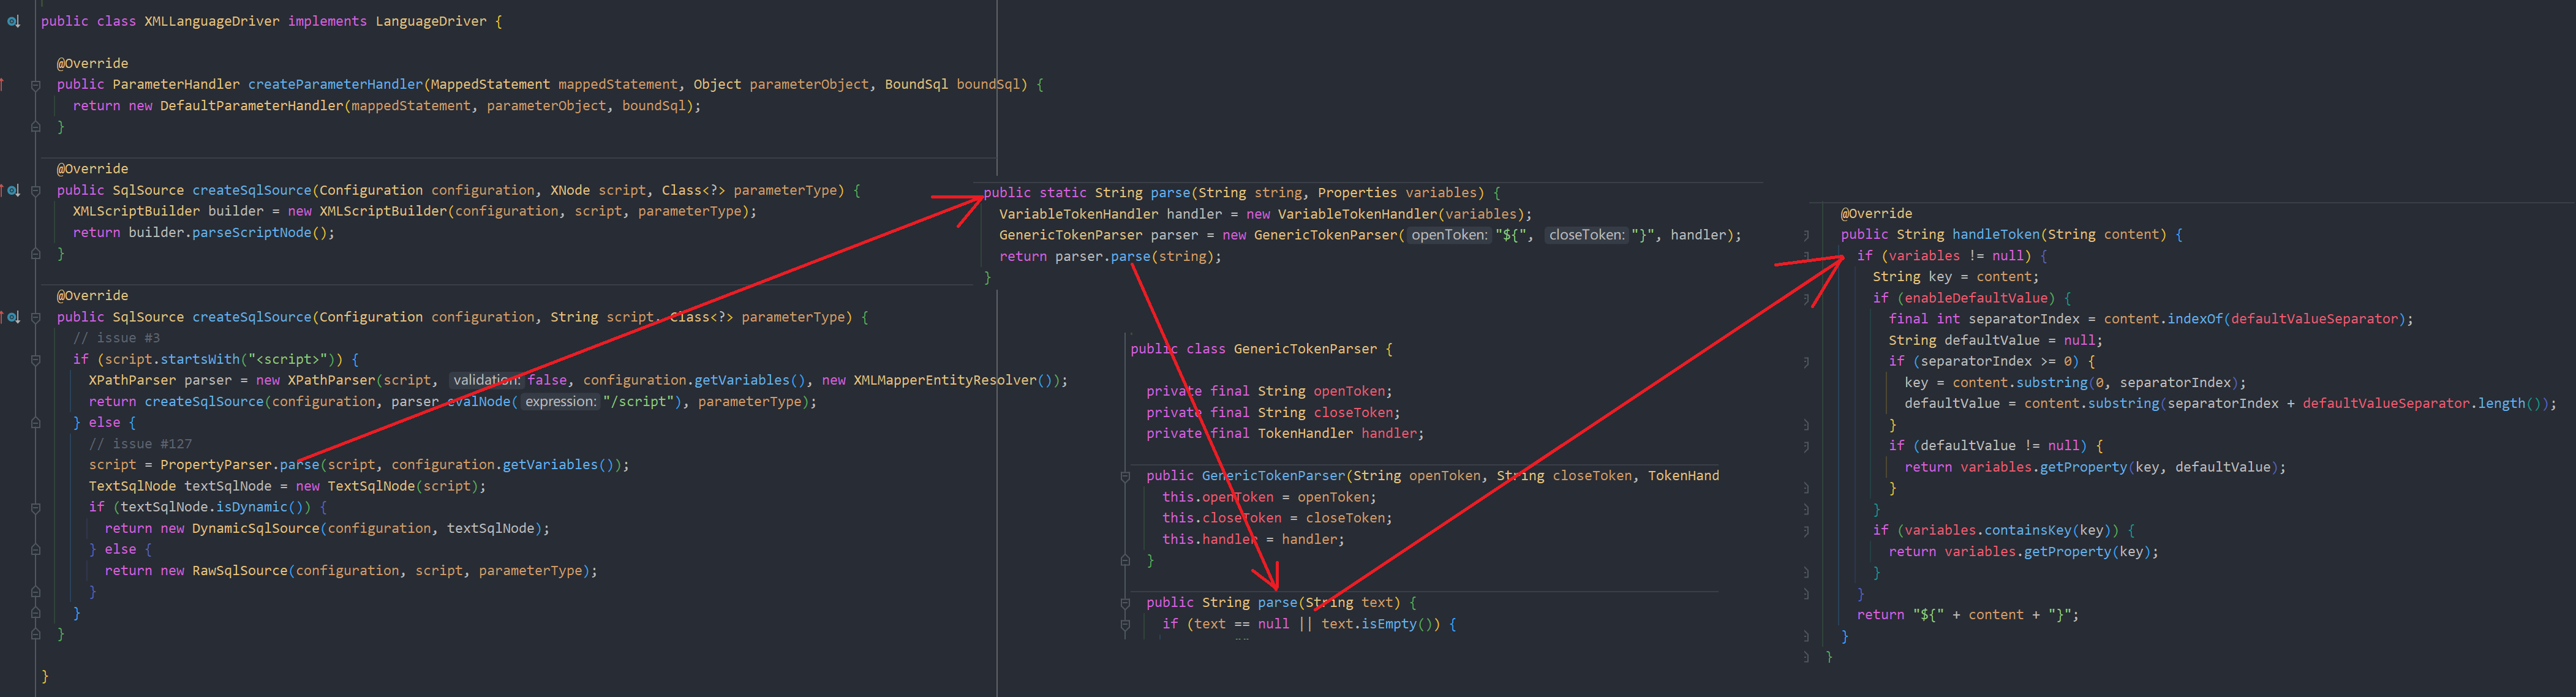 public class XMLLanguageDriver implements LanguageDriver {
@Override
public ParameterHandler createParameterHandler(MappedStatement mappedStatement, Object parameterObject, BoundSql boundSql) {
return new DefaultParameterHandler(mappedStatement, parameterObject, boundSql);
}
@Override
public SqlSource createSqlSource(Configuration configuration, XNode script, Class<?> parameterType) {
XMLScriptBuilder builder = new XMLScriptBuilder(configuration, script, parameterType);
return builder.parseScriptNode();
}
@Override
public SqlSource createSqlSource(Configuration configuration, String script, Class<?> parameterType) {
// issue #3
if (script.startsWith("<script>")) {
XPathParser parser = new XPathParser(script, validation: false, configuration.getVariables(), new XMLMapperEntityResolver());
return createSqlSource(configuration, parser.evalNode( expression: "/script"), parameterType);
} else {
// issue #127
script = PropertyParser.parse(script, configuration.getVariables());
TextSqlNode textSqlNode = new TextSqlNode(script);
if (textSqlNode.isDynamic()) {
return new DynamicSqlSource(configuration, textSqlNode);
} else {
return new RawSqlSource(configuration, script, parameterType);
}
}
}
}
public static String parse(String string, Properties variables) {
VariableTokenHandler handler = new VariableTokenHandler(variables);
GenericTokenParser parser = new GenericTokenParser( openToken: "${", closeToken: "}", handler);
return parser.parse(string);
}
public class GenericTokenParser {
private final String openToken;
private final String closeToken;
private final TokenHandler handler;
public GenericTokenParser(String openToken, String closeToken, TokenHand
this.openToken = openToken;
this.closeToken = closeToken;
this.handler = handler;
}
public String parse(String text) {
if (text == null || text.isEmpty()) {
@Override
public String handleToken(String content) {
if (variables != null) {
String key = content;
if (enableDefaultValue) {
final int separatorIndex = content.indexOf(defaultValueSeparator);
String defaultValue = null;
if (separatorIndex >= 0) {
key = content.substring(0, separatorIndex);
defaultValue = content.substring(separatorIndex + defaultValueSeparator.length());
}
if (defaultValue != null) {
return variables.getProperty(key, defaultValue);
}
}
if (variables.containsKey(key)) {
return variables.getProperty(key);
}
}
return "${" + content + "}";
}
}